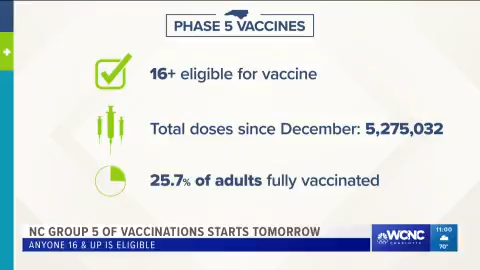 PHASE 5 VACCINES
16+ eligible for vaccine
Total doses since December: 5,275,032
25.7% of adults fully vaccinated
NC GROUP 5 OF VACCINATIONS STARTS TOMORROW
ANYONE 16 & UP IS ELIGIBLE
WCNC
CHARLOTTE
11:00
70°